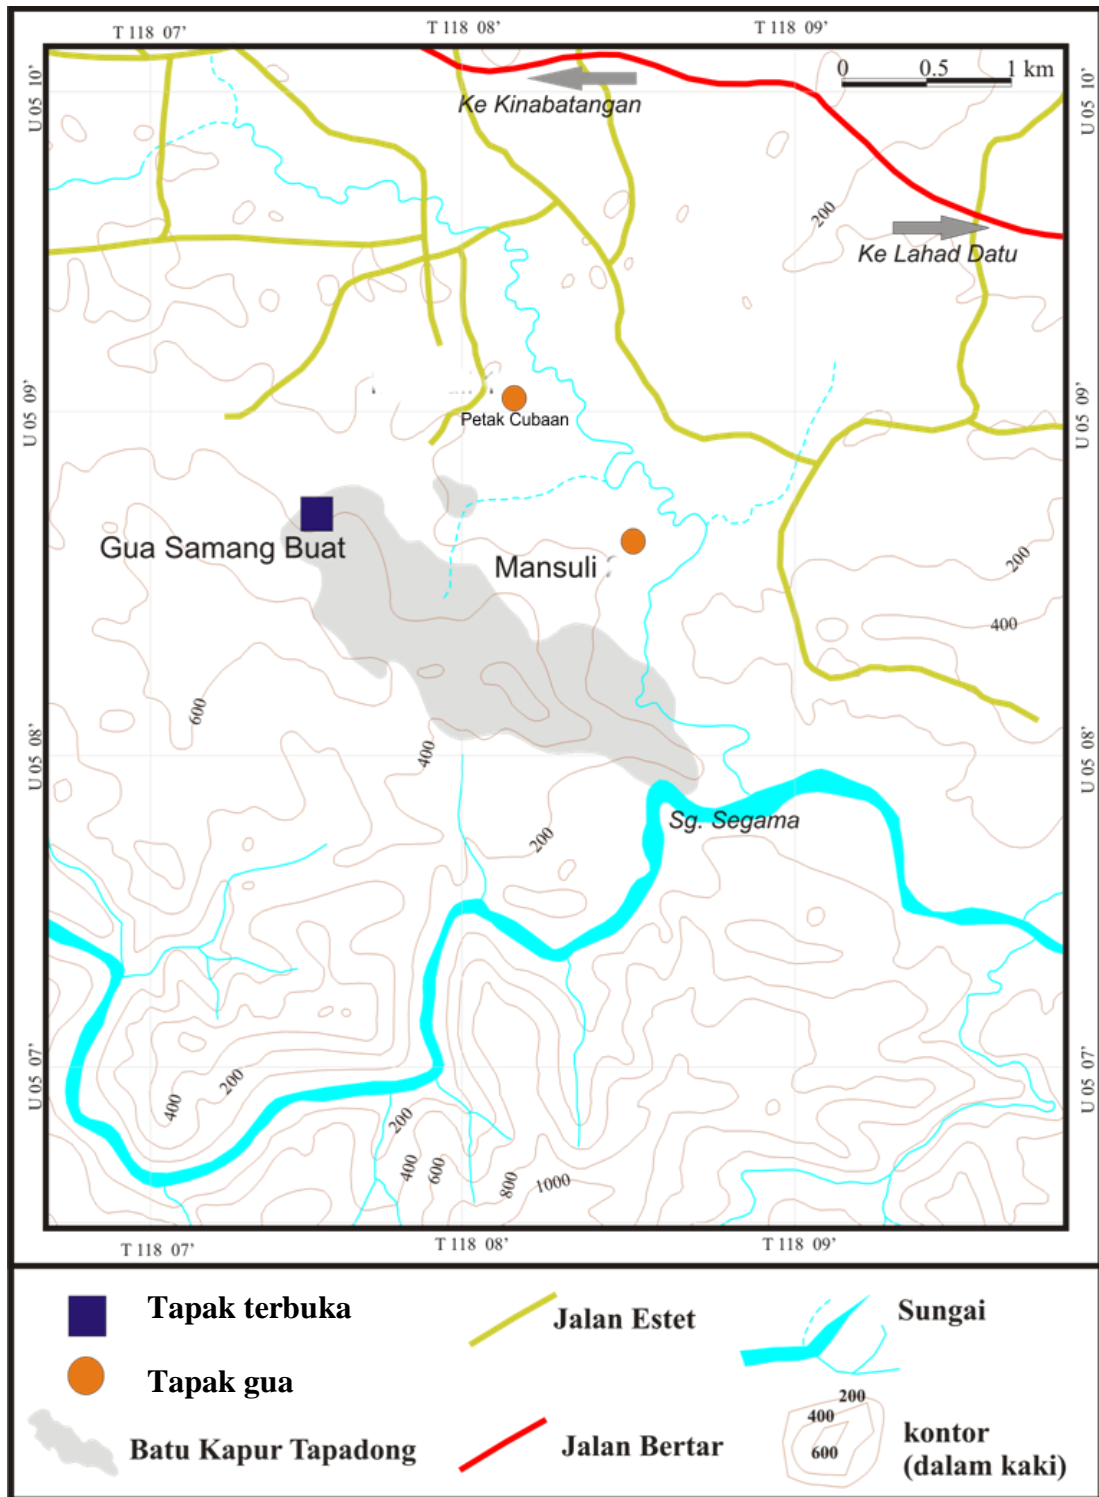 T 118 07’ T 118 08’ T 118 09’
0 0.5 1 km
U 05 10’
U 05 10’
Ke Kinabatangan
200
Ke Lahad Datu
U 05 09’
U 05 09’
Petak Cubaan
Gua Samang Buat
Mansuli
200
400
600
400
U 05 08’
U 05 08’
200
Sg. Segama
U 05 07’
U 05 07’
200
400
200
400
600
800
1000
T 118 07’ T 118 08’ T 118 09’
Tapak terbuka
Jalan Estet
Sungai
Tapak gua
200
400
600
Batu Kapur Tapadong
Jalan Bertar
kontor
(dalam kaki)